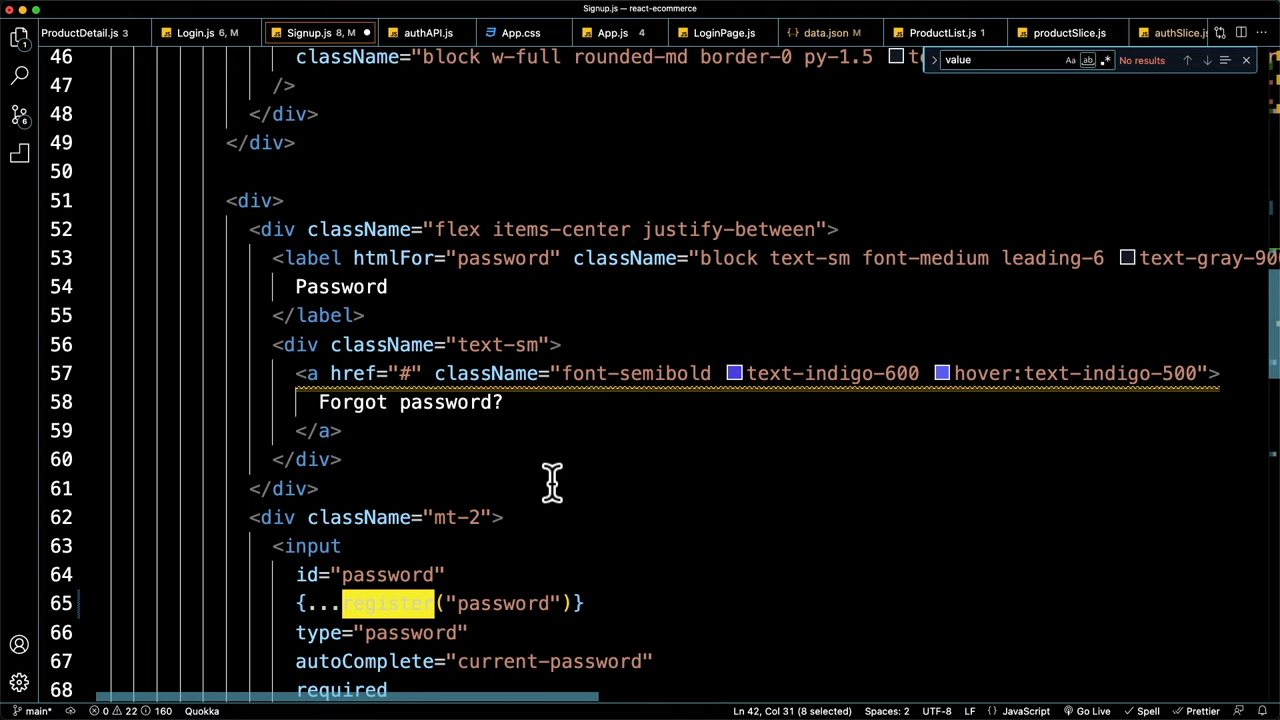 Signup.js — react-ecommerce
ProductDetail.js 3 Login.js 6, M Signup.js 8, M authAPI.js App.css App.js 4 LoginPage.js data.json M ProductList.js 1 productSlice.js authSlice.js
value Aa ab .* No results
46 className="block w-full rounded-md border-0 py-1.5
47 />
48 </div>
49 </div>
50
51 <div>
52 <div className="flex items-center justify-between">
53 <label htmlFor="password" className="block text-sm font-medium leading-6 text-gray-900
54 Password
55 </label>
56 <div className="text-sm">
57 <a href="#" className="font-semibold text-indigo-600 hover:text-indigo-500">
58 Forgot password?
59 </a>
60 </div>
61 </div>
62 <div className="mt-2">
63 <input
64 id="password"
65 {...register("password")}
66 type="password"
67 autoComplete="current-password"
68 required
main* 0 22 160 Quokka Ln 42, Col 31 (8 selected) Spaces: 2 UTF-8 LF {} JavaScript Go Live Spell Prettier